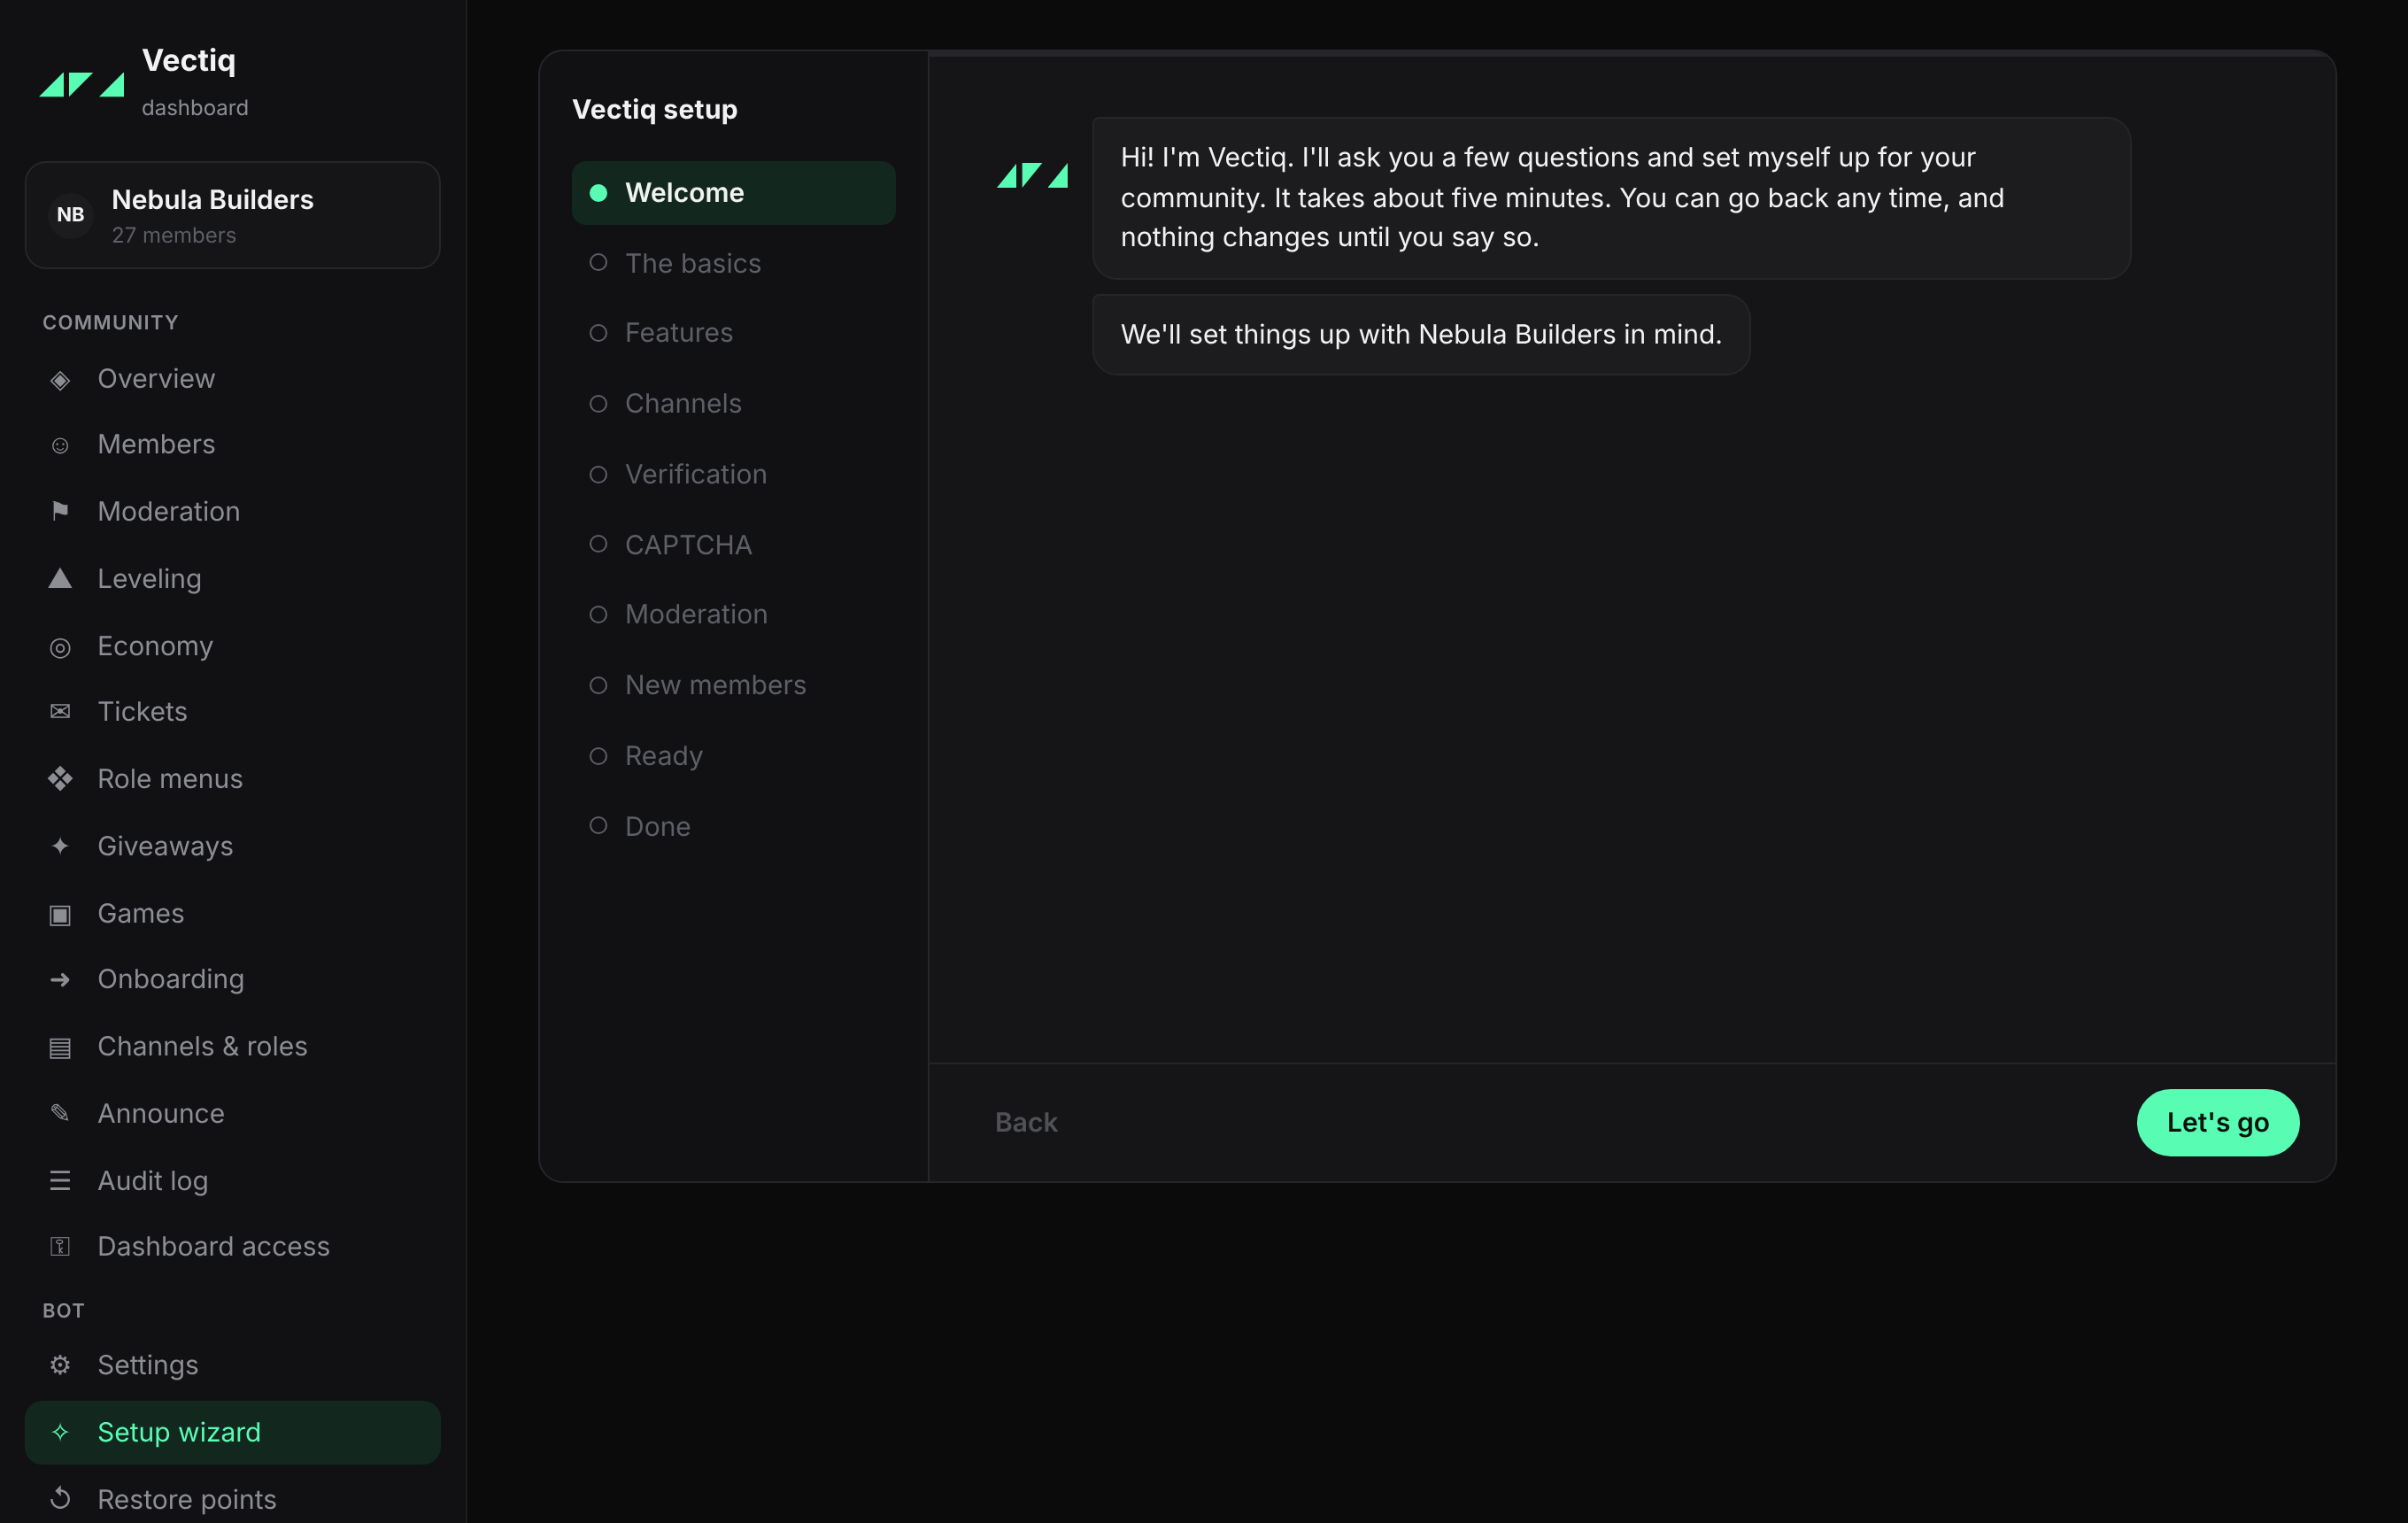 Vectiq
dashboard
NB
Nebula Builders
27 members
COMMUNITY
Overview
Members
Moderation
Leveling
Economy
Tickets
Role menus
Giveaways
Games
Onboarding
Channels & roles
Announce
Audit log
Dashboard access
BOT
Settings
Setup wizard
Restore points
Vectiq setup
Welcome
The basics
Features
Channels
Verification
CAPTCHA
Moderation
New members
Ready
Done
Hi! I'm Vectiq. I'll ask you a few questions and set myself up for your
community. It takes about five minutes. You can go back any time, and
nothing changes until you say so.
We'll set things up with Nebula Builders in mind.
Back
Let's go